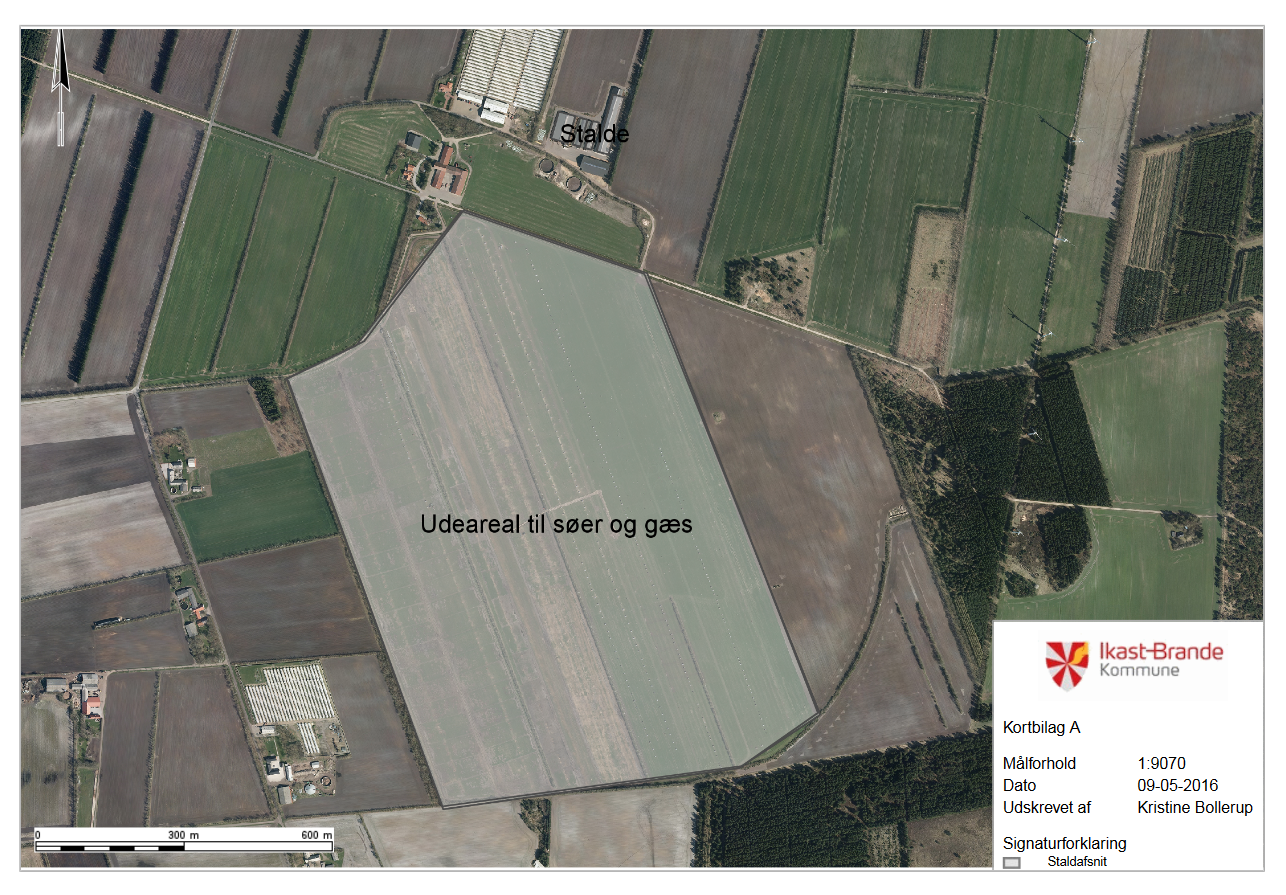 Stalde
Udeareal til søer og gæs
0 300 m 600 m
Ikast-Brande
Kommune
Kortbilag A
Målforhold 1:9070
Dato 09-05-2016
Udskrevet af Kristine Bollerup
Signaturforklaring
Staldafsnit